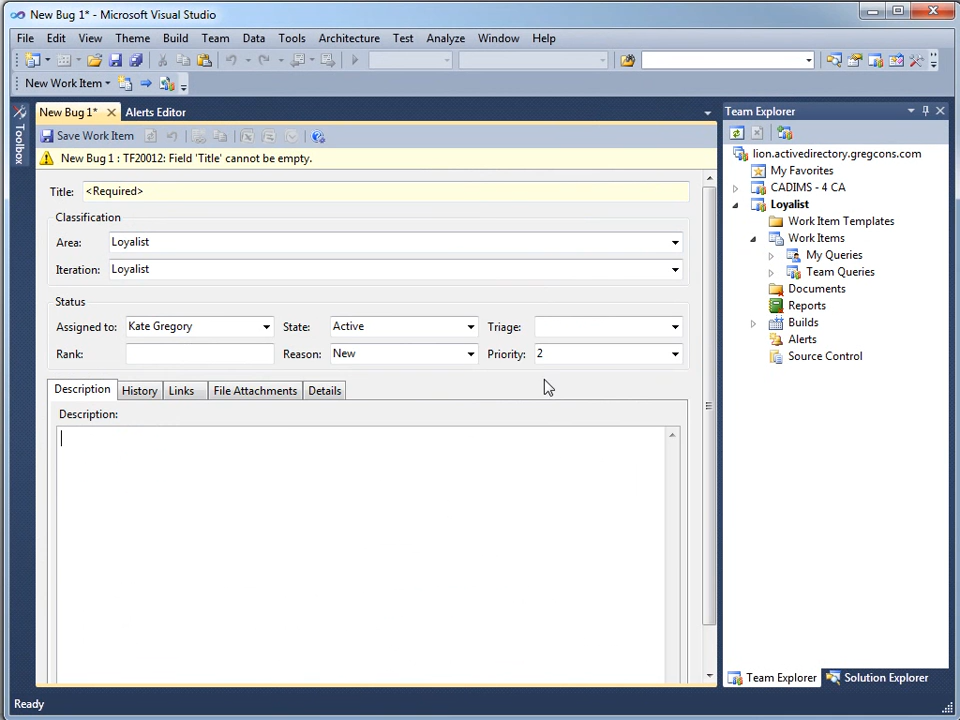 New Bug 1* - Microsoft Visual Studio
File Edit View Theme Build Team Data Tools Architecture Test Analyze Window Help
New Work Item
New Bug 1* Alerts Editor
Save Work Item
New Bug 1 : TF20012: Field 'Title' cannot be empty.
Title: <Required>
Classification
Area: Loyalist
Iteration: Loyalist
Status
Assigned to: Kate Gregory State: Active Triage:
Rank: Reason: New Priority: 2
Description History Links File Attachments Details
Description:
Toolbox
Team Explorer
lion.activedirectory.gregcons.com
My Favorites
CADIMS - 4 CA
Loyalist
Work Item Templates
Work Items
My Queries
Team Queries
Documents
Reports
Builds
Alerts
Source Control
Team Explorer Solution Explorer
Ready